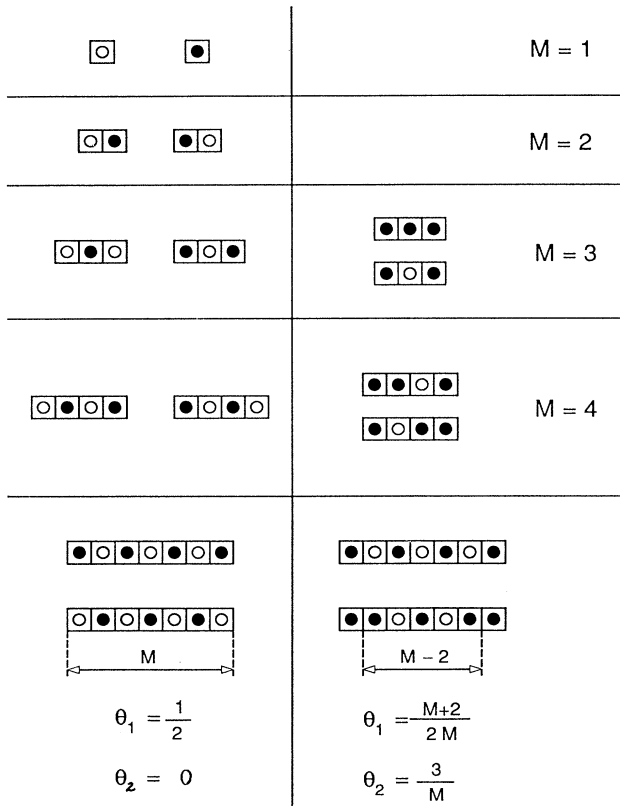 M = 1
M = 2
M = 3
M = 4
M
M – 2
θ₁ = 1/2
θ₁ = M+2/2M
θ₂ = 0
θ₂ = 3/M